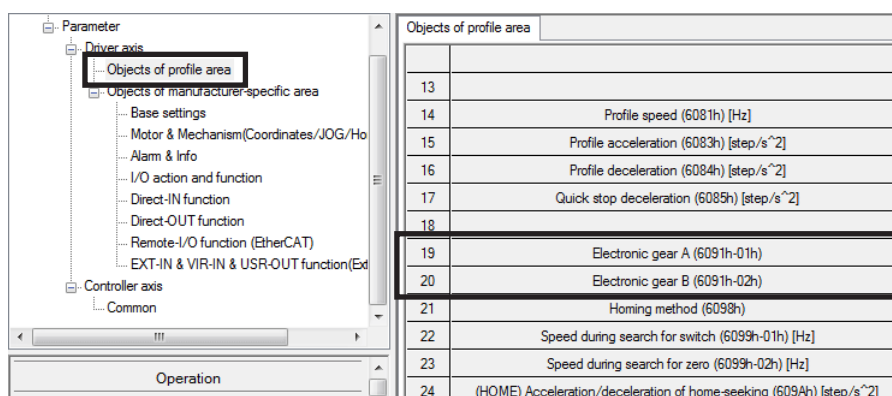 Parameter
Driver axis
Objects of profile area
Objects of manufacturer-specific area
Base settings
Motor & Mechanism(Coordinates/JOG/Ho
Alarm & Info
I/O action and function
Direct-IN function
Direct-OUT function
Remote-I/O function (EtherCAT)
EXT-IN & VIR-IN & USR-OUT function(Ext
Controller axis
Common
Operation
Objects of profile area
13
14 Profile speed (6081h) [Hz]
15 Profile acceleration (6083h) [step/s^2]
16 Profile deceleration (6084h) [step/s^2]
17 Quick stop deceleration (6085h) [step/s^2]
18
19 Electronic gear A (6091h-01h)
20 Electronic gear B (6091h-02h)
21 Homing method (6098h)
22 Speed during search for switch (6099h-01h) [Hz]
23 Speed during search for zero (6099h-02h) [Hz]
24 (HOME) Acceleration/deceleration of home-seeking (609Ah) [step/s^2]